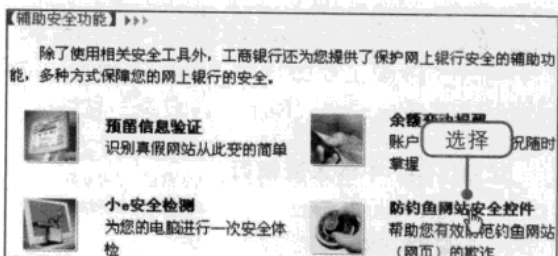 【辅助安全功能】
除了使用相关安全工具外，工商银行还为您提供了保护网上银行安全的辅助功
能，多种方式保障您的网上银行的安全。
预留信息验证
识别真假网站从此变的简单
余额变动提醒
账户 况随时
掌握
选择
小e安全检测
为您的电脑进行一次安全体
检
防钓鱼网站安全控件
帮助您有效 范钓鱼网站
（网页）的欺诈